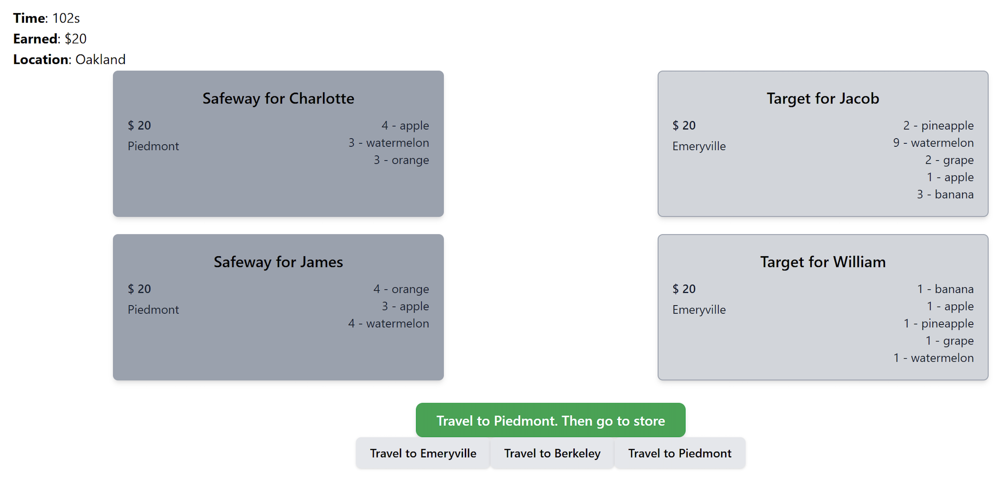 Time: 102s
Earned: $20
Location: Oakland
Safeway for Charlotte
$ 20
Piedmont
4 - apple
3 - watermelon
3 - orange
Target for Jacob
$ 20
Emeryville
2 - pineapple
9 - watermelon
2 - grape
1 - apple
3 - banana
Safeway for James
$ 20
Piedmont
4 - orange
3 - apple
4 - watermelon
Target for William
$ 20
Emeryville
1 - banana
1 - apple
1 - pineapple
1 - grape
1 - watermelon
Travel to Piedmont. Then go to store
Travel to Emeryville
Travel to Berkeley
Travel to Piedmont